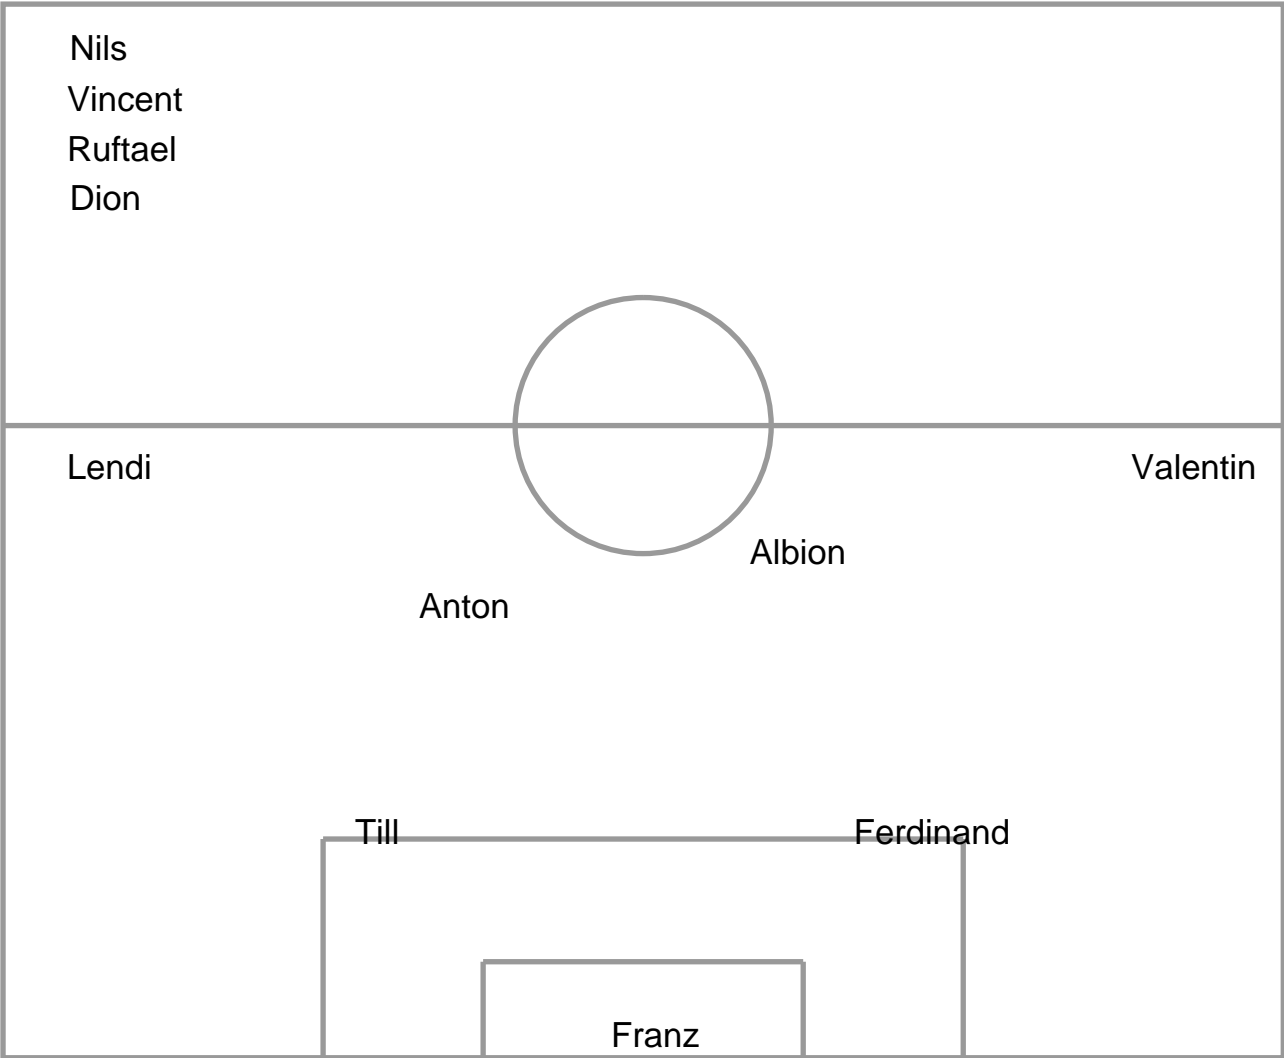 Nils
Vincent
Ruftael
Dion
Lendi
Valentin
Albion
Anton
Till
Ferdinand
Franz